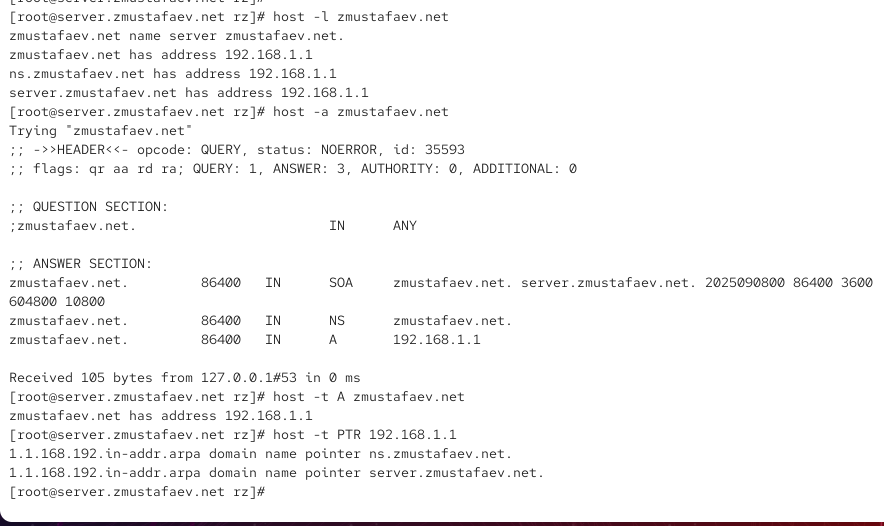 [root@server.zmustafaev.net rz]#
[root@server.zmustafaev.net rz]# host -l zmustafaev.net
zmustafaev.net name server zmustafaev.net.
zmustafaev.net has address 192.168.1.1
ns.zmustafaev.net has address 192.168.1.1
server.zmustafaev.net has address 192.168.1.1
[root@server.zmustafaev.net rz]# host -a zmustafaev.net
Trying "zmustafaev.net"
;; ->>HEADER<<- opcode: QUERY, status: NOERROR, id: 35593
;; flags: qr aa rd ra; QUERY: 1, ANSWER: 3, AUTHORITY: 0, ADDITIONAL: 0
;; QUESTION SECTION:
;zmustafaev.net. IN ANY
;; ANSWER SECTION:
zmustafaev.net. 86400 IN SOA zmustafaev.net. server.zmustafaev.net. 2025090800 86400 3600
604800 10800
zmustafaev.net. 86400 IN NS zmustafaev.net.
zmustafaev.net. 86400 IN A 192.168.1.1
Received 105 bytes from 127.0.0.1#53 in 0 ms
[root@server.zmustafaev.net rz]# host -t A zmustafaev.net
zmustafaev.net has address 192.168.1.1
[root@server.zmustafaev.net rz]# host -t PTR 192.168.1.1
1.1.168.192.in-addr.arpa domain name pointer ns.zmustafaev.net.
1.1.168.192.in-addr.arpa domain name pointer server.zmustafaev.net.
[root@server.zmustafaev.net rz]#